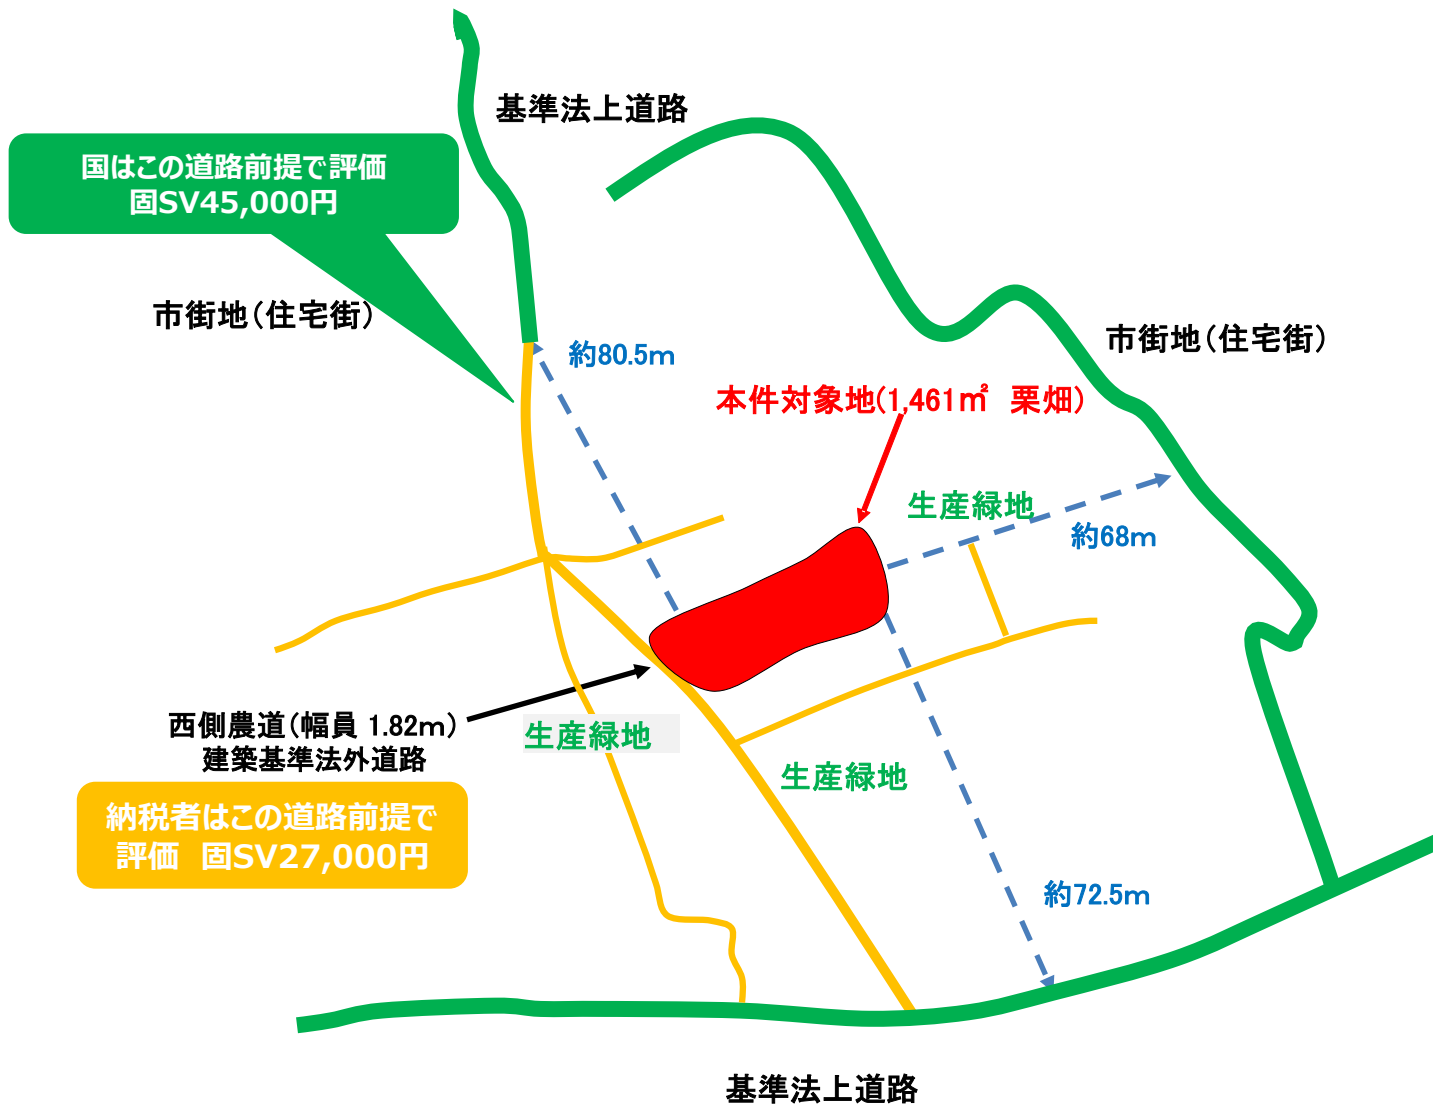 基準法上道路
国はこの道路前提で評価
固SV45,000円
市街地（住宅街）
市街地（住宅街）
約80.5m
本件対象地(1,461㎡　栗畑)
生産緑地
約68m
西側農道（幅員 1.82m）
建築基準法外道路
生産緑地
生産緑地
納税者はこの道路前提で
評価　固SV27,000円
約72.5m
基準法上道路